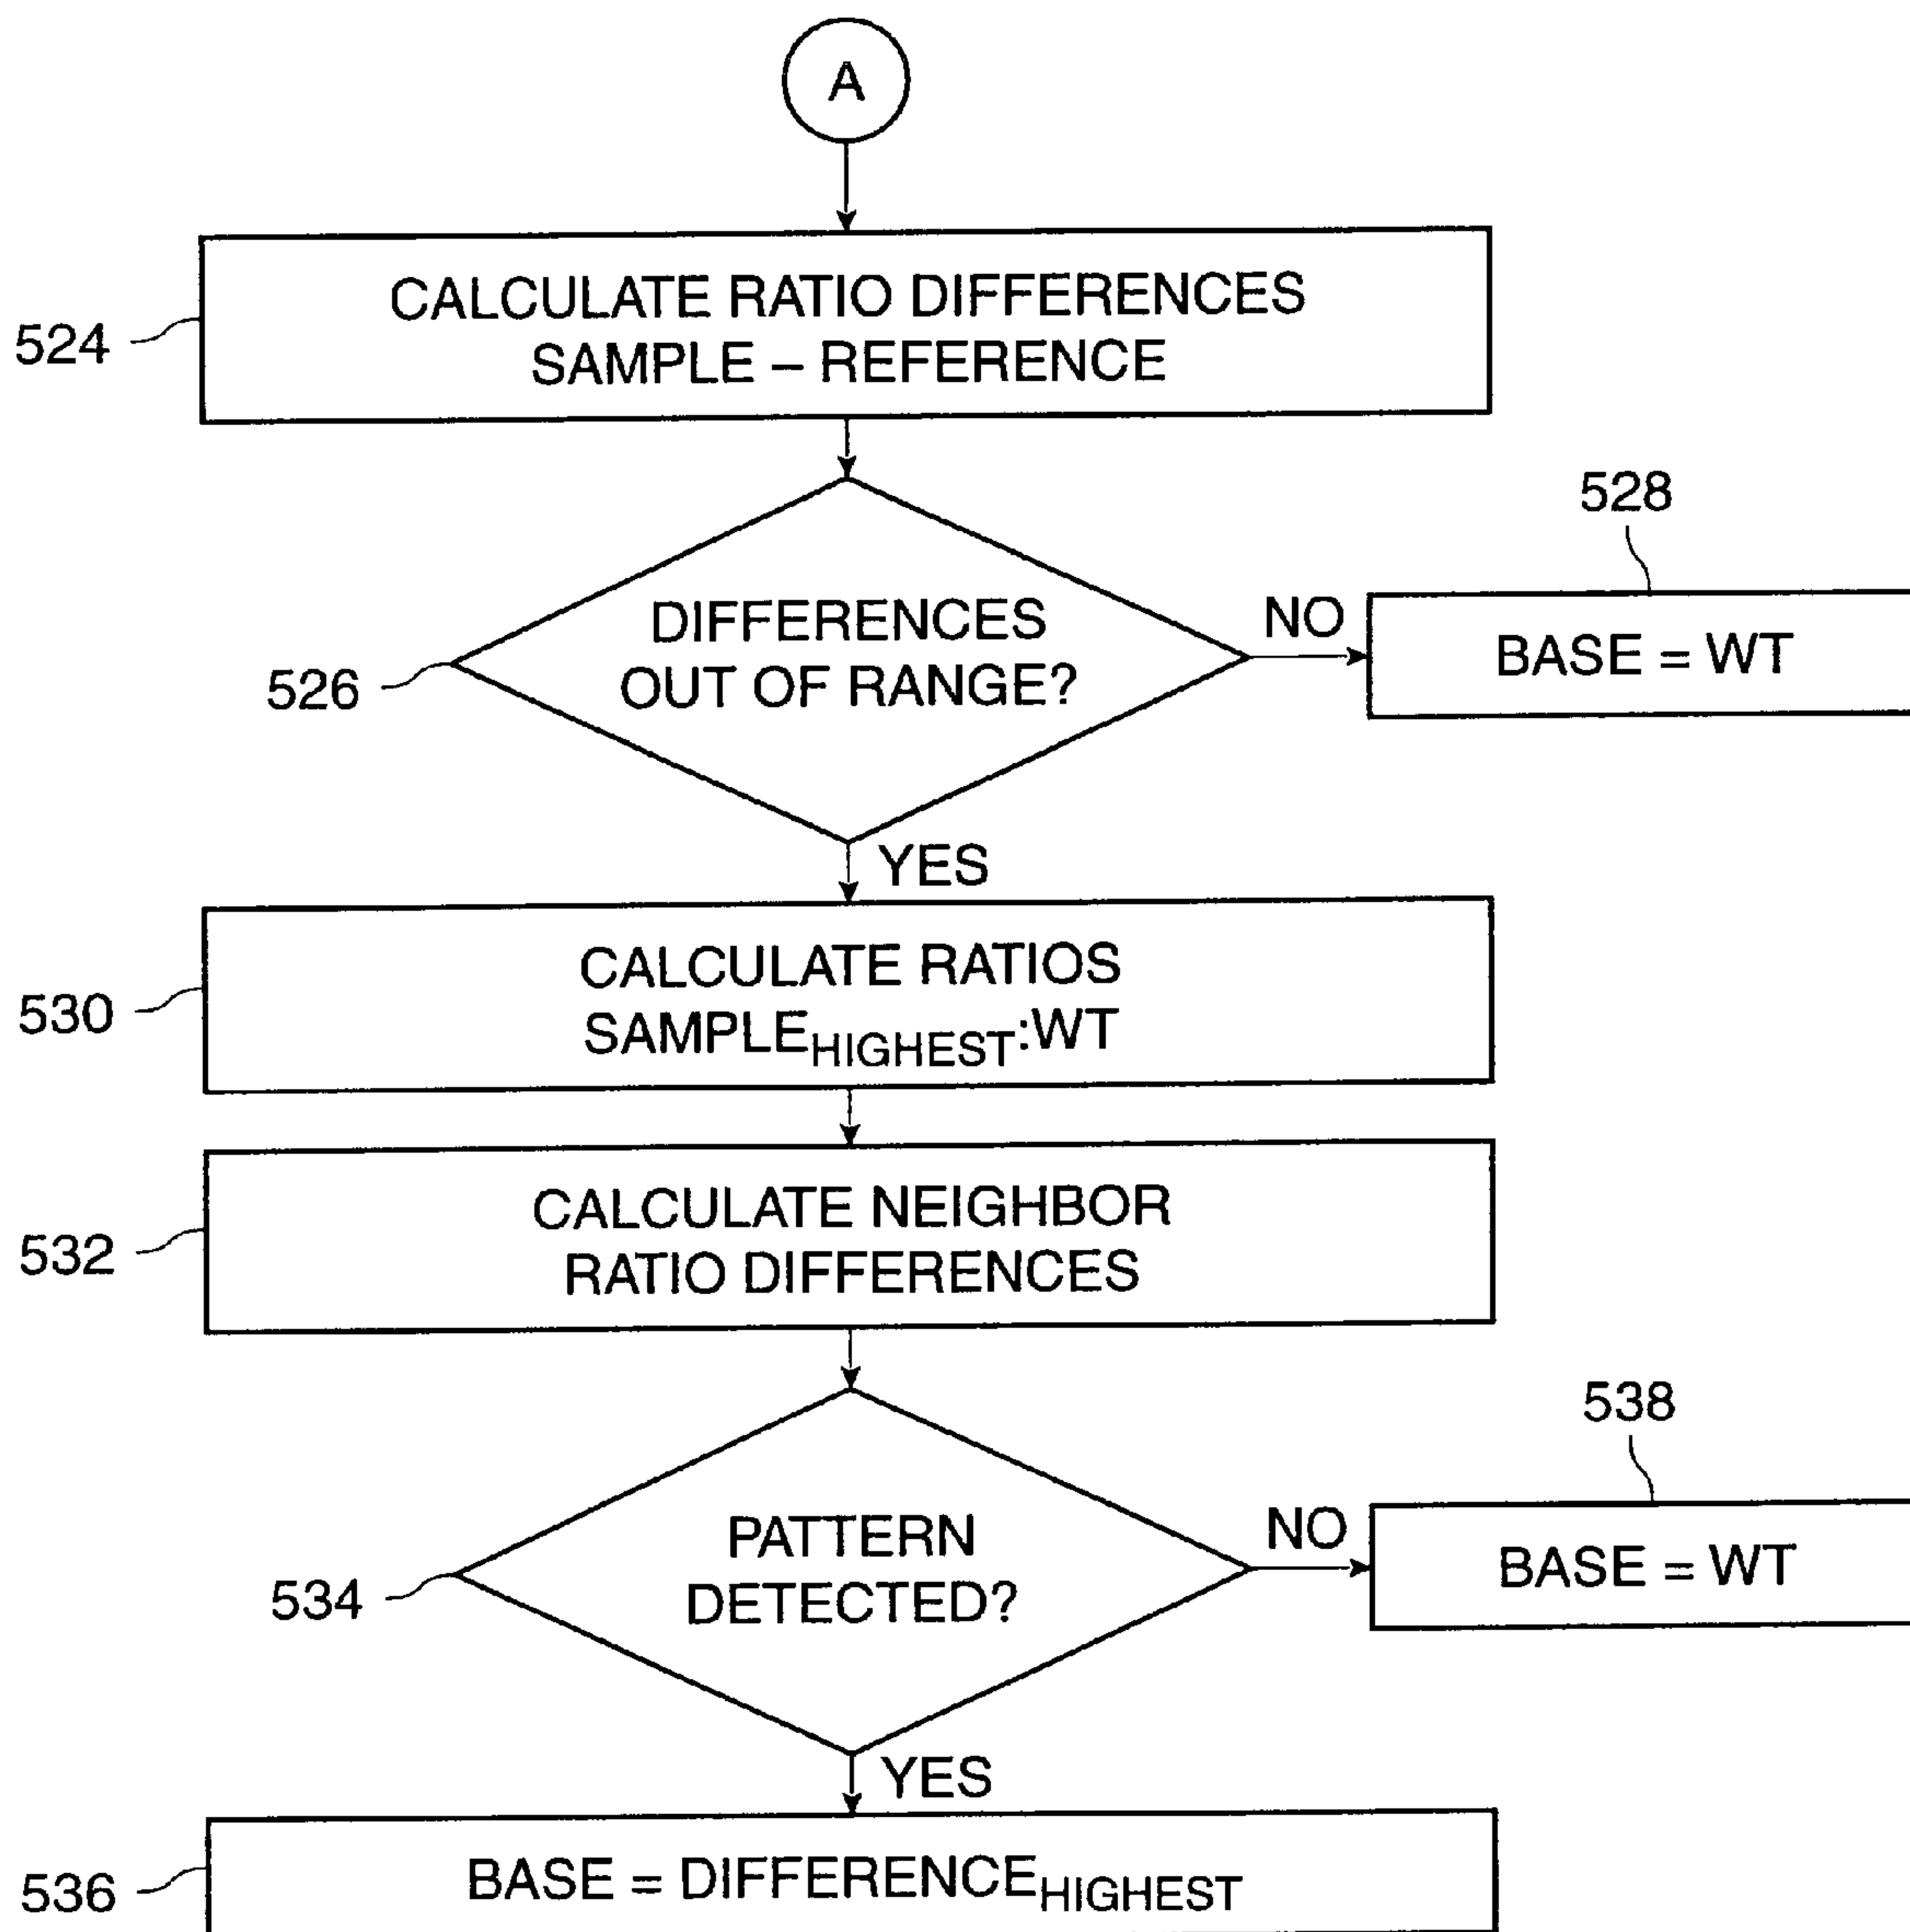 A
CALCULATE RATIO DIFFERENCES
SAMPLE – REFERENCE
524
528
DIFFERENCES
OUT OF RANGE?
NO
BASE = WT
526
YES
CALCULATE RATIOS
SAMPLEHIGHEST:WT
530
CALCULATE NEIGHBOR
RATIO DIFFERENCES
532
538
PATTERN
DETECTED?
NO
BASE = WT
534
YES
BASE = DIFFERENCEHIGHEST
536